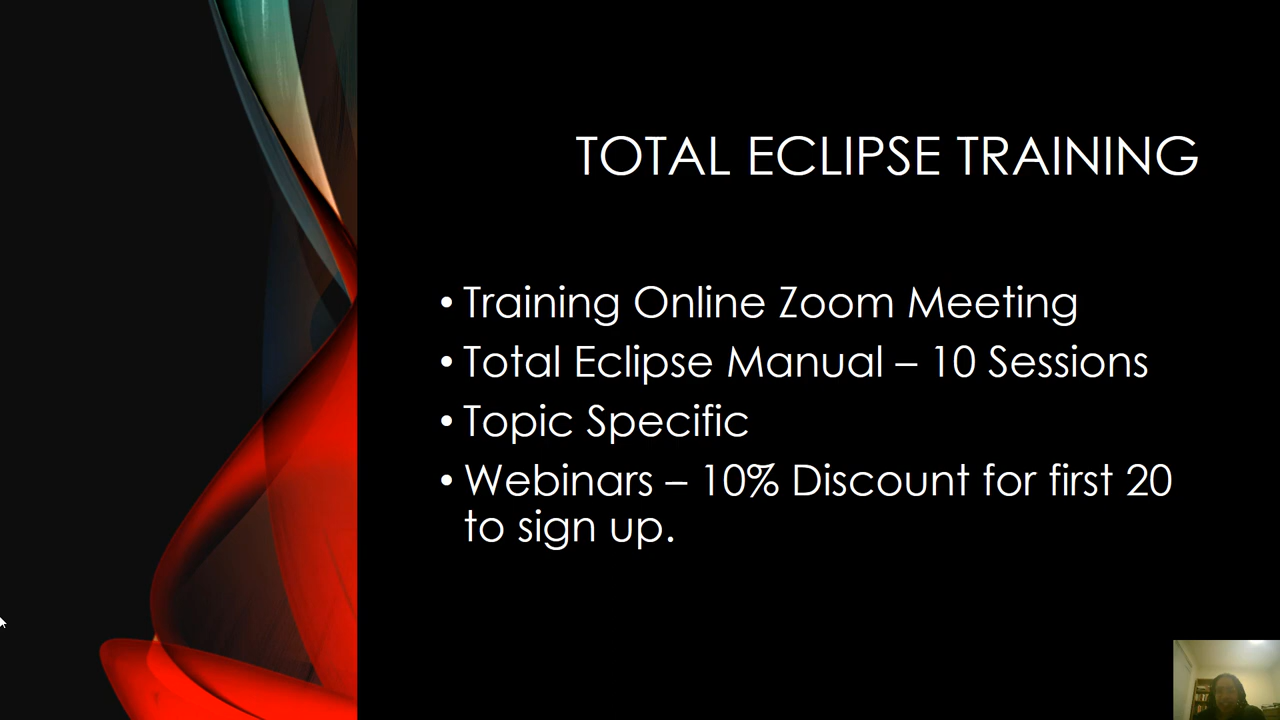 TOTAL ECLIPSE TRAINING
• Training Online Zoom Meeting
• Total Eclipse Manual – 10 Sessions
• Topic Specific
• Webinars – 10% Discount for first 20
to sign up.